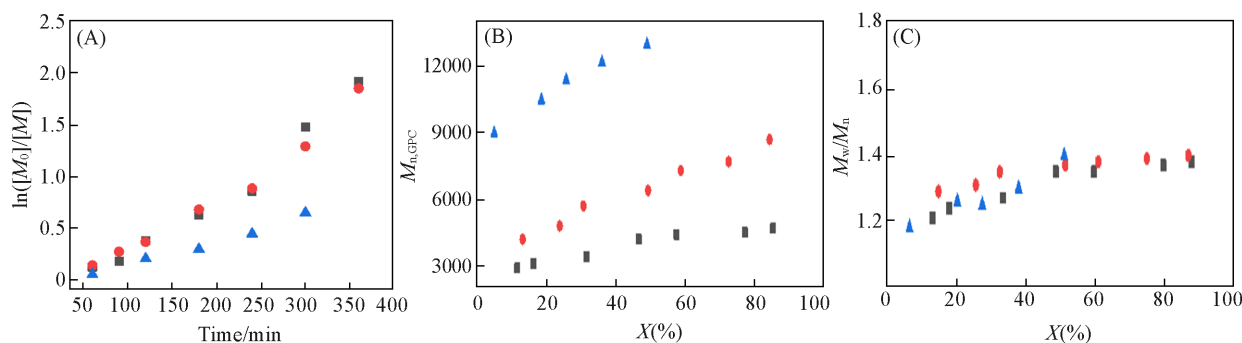 (A)
2.5
2.0
1.5
1.0
0.5
0
ln([M₀]/[M])
50 100 150 200 250 300 350 400
Time/min
(B)
12000
9000
6000
3000
Mn,GPC
0 20 40 60 80 100
X(%)
(C)
1.8
1.6
1.4
1.2
Mw/Mn
0 20 40 60 80 100
X(%)